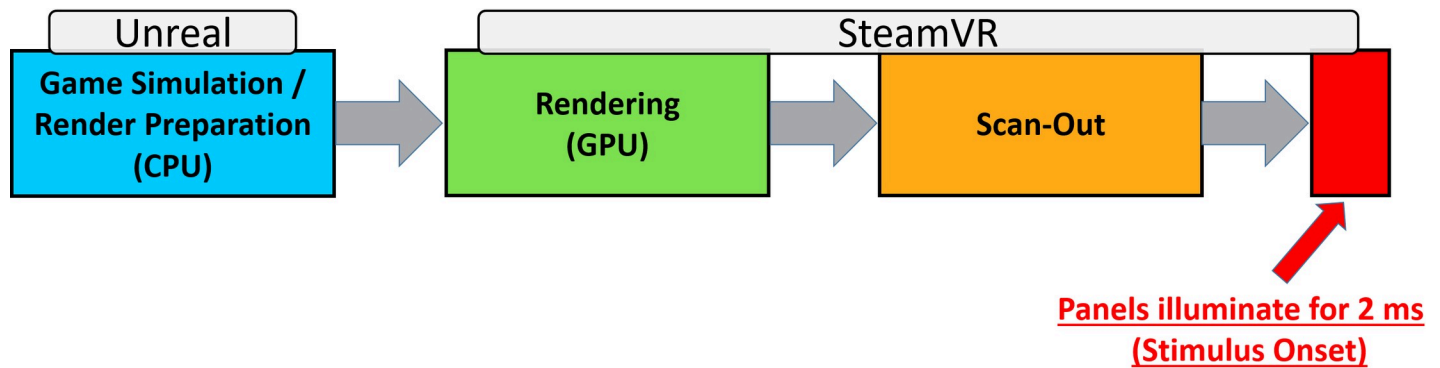 Unreal
SteamVR
Game Simulation /
Render Preparation
(CPU)
Rendering
(GPU)
Scan-Out
Panels illuminate for 2 ms
(Stimulus Onset)